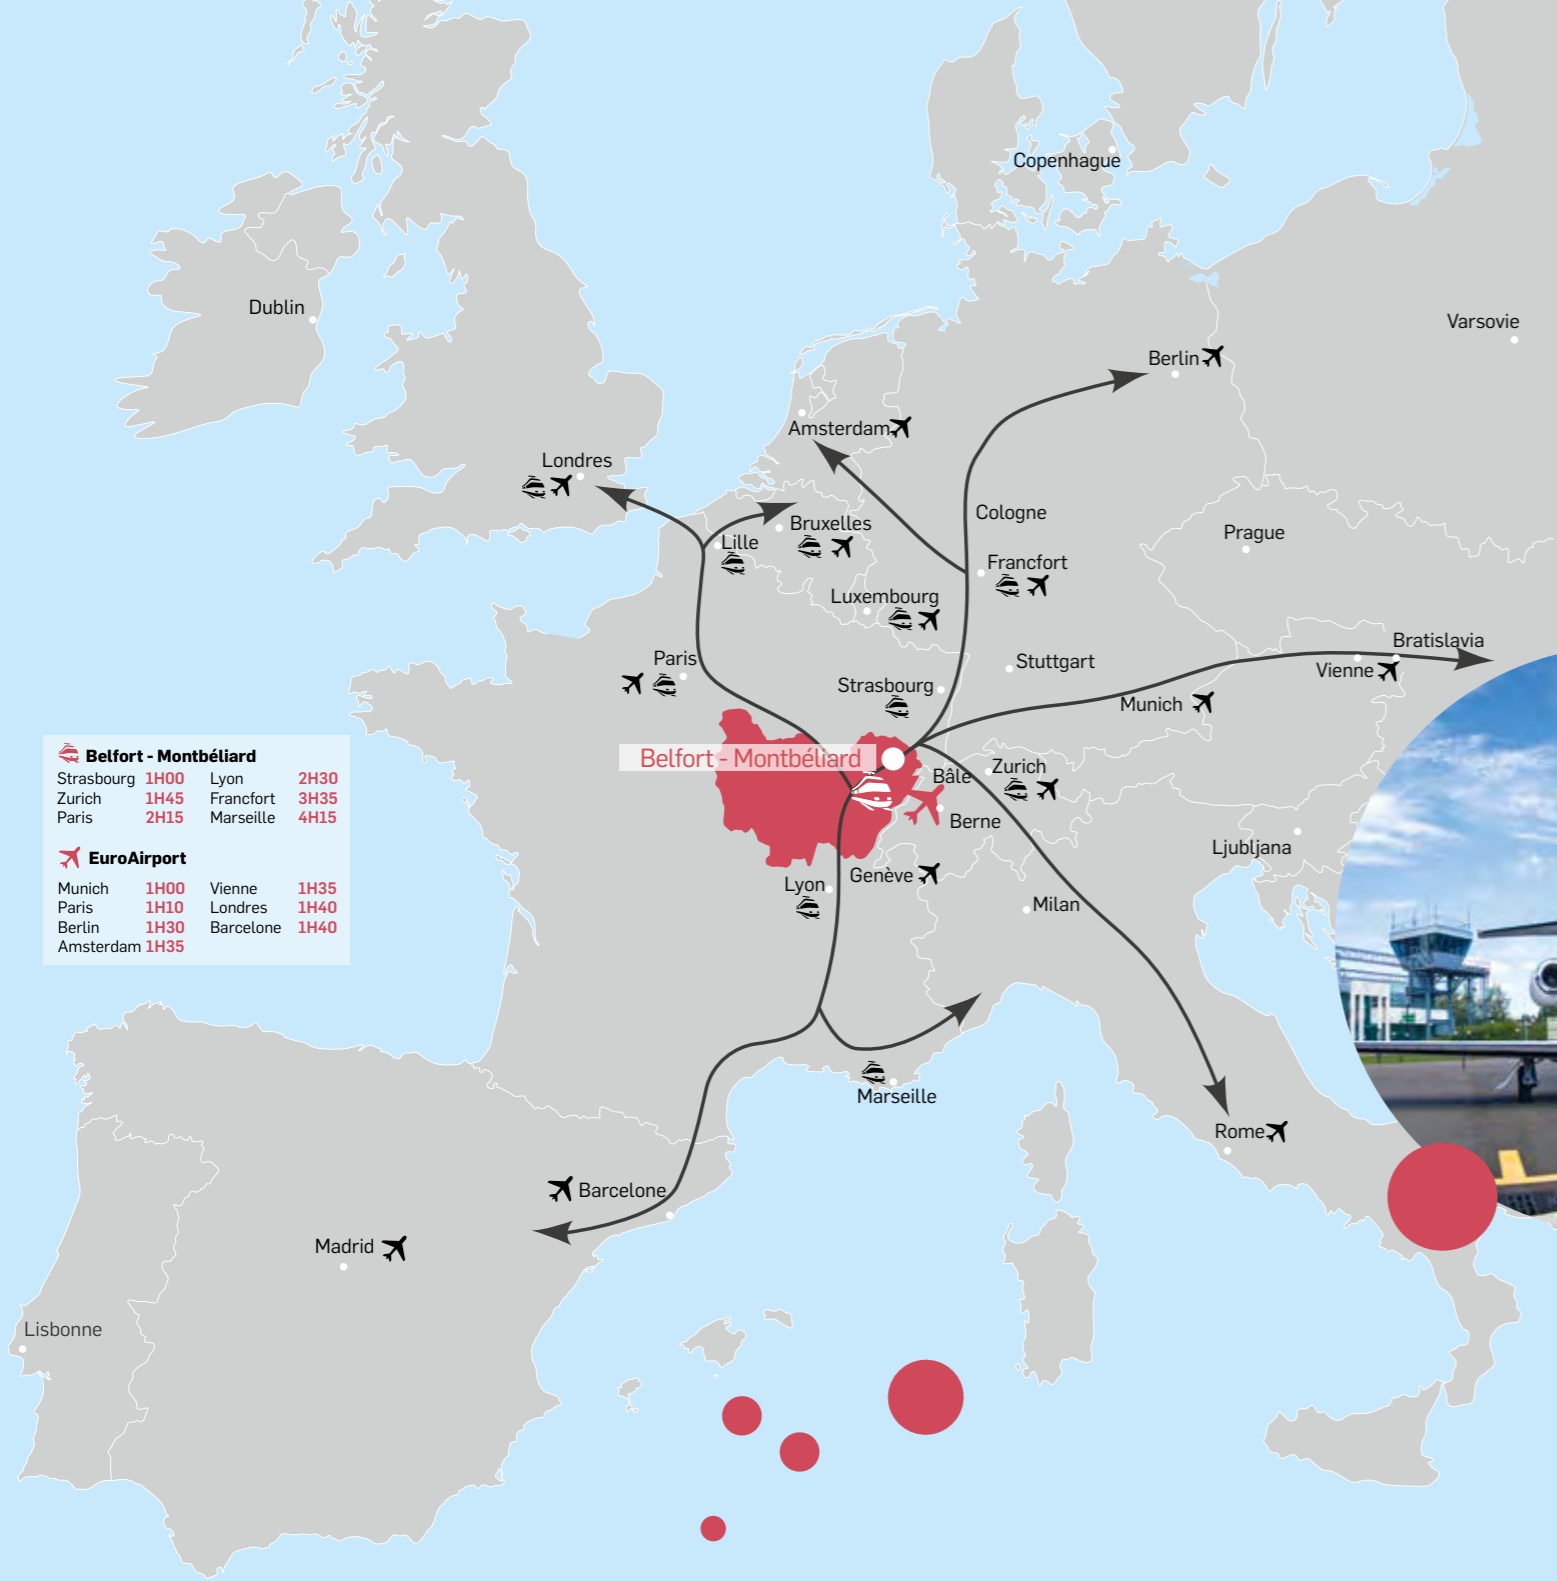 Copenhague
Dublin
Varsovie
Berlin
Amsterdam
Londres
Cologne
Bruxelles
Lille
Prague
Francfort
Luxembourg
Bratislavia
Paris
Stuttgart
Vienne
Strasbourg
Munich
Belfort - Montbéliard
Bâle
Zurich
Berne
Ljubljana
Genève
Lyon
Milan
Marseille
Rome
Barcelone
Madrid
Lisbonne
Belfort - Montbéliard
Strasbourg 1H00 Lyon 2H30
Zurich 1H45 Francfort 3H35
Paris 2H15 Marseille 4H15
EuroAirport
Munich 1H00 Vienne 1H35
Paris 1H10 Londres 1H40
Berlin 1H30 Barcelone 1H40
Amsterdam 1H35